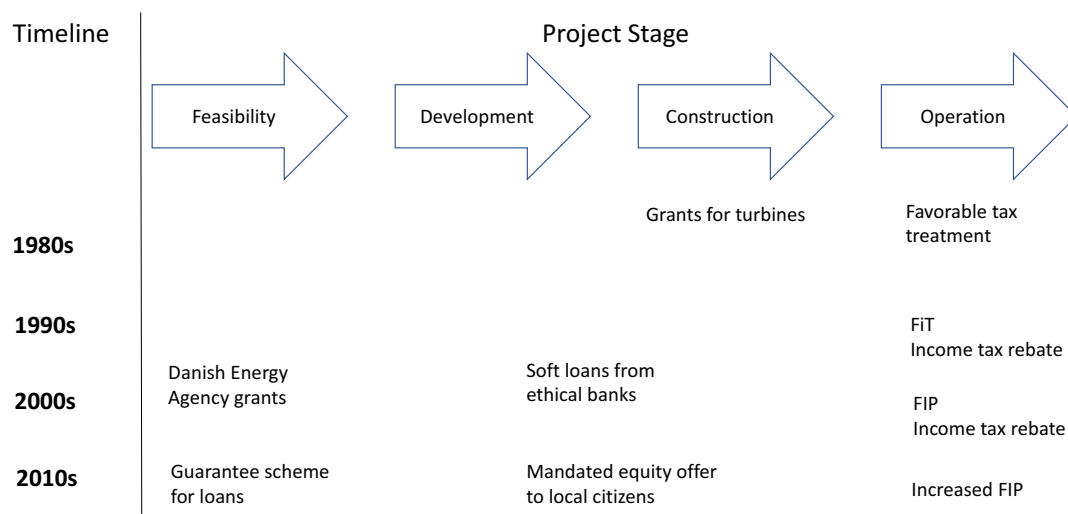 Timeline
Project Stage
Feasibility
Development
Construction
Operation
Grants for turbines
Favorable tax
treatment
1980s
1990s
FiT
Income tax rebate
Danish Energy
Agency grants
Soft loans from
ethical banks
2000s
FIP
Income tax rebate
2010s
Guarantee scheme
for loans
Mandated equity offer
to local citizens
Increased FIP